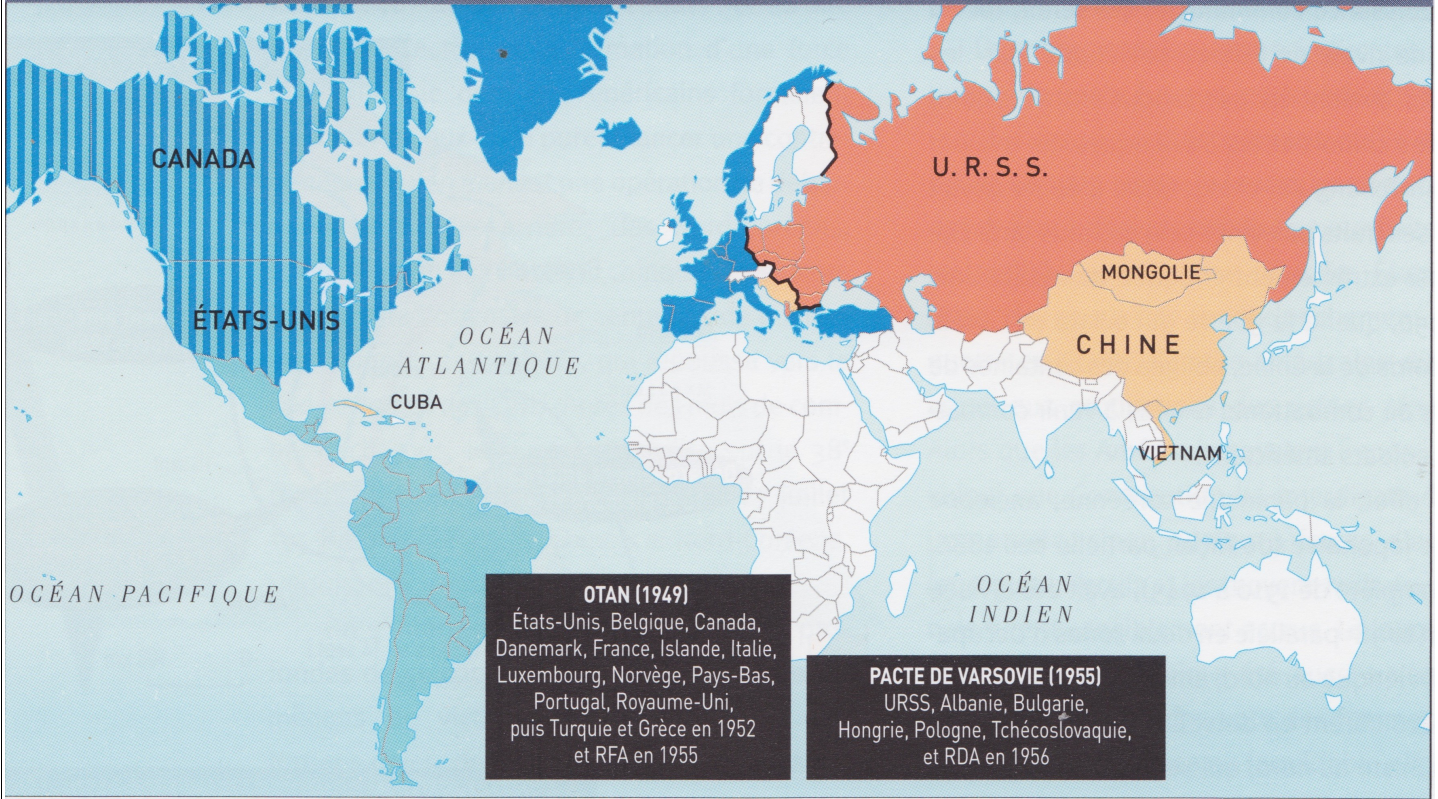 CANADA
U. R. S. S.
MONGOLIE
ÉTATS-UNIS
OCÉAN
ATLANTIQUE
CHINE
CUBA
VIETNAM
OCÉAN PACIFIQUE
OCÉAN
INDIEN
OTAN (1949)
États-Unis, Belgique, Canada,
Danemark, France, Islande, Italie,
Luxembourg, Norvège, Pays-Bas,
Portugal, Royaume-Uni,
puis Turquie et Grèce en 1952
et RFA en 1955
PACTE DE VARSOVIE (1955)
URSS, Albanie, Bulgarie,
Hongrie, Pologne, Tchécoslovaquie,
et RDA en 1956